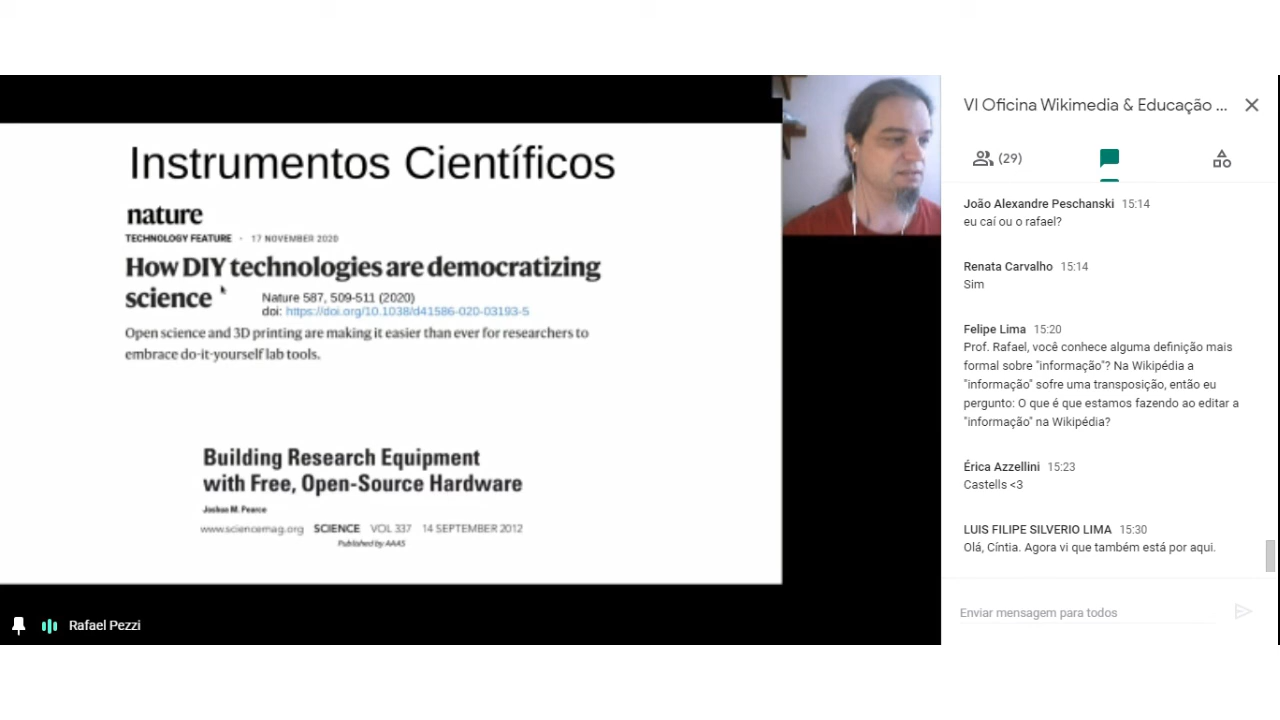 Instrumentos Científicos
nature
TECHNOLOGY FEATURE · 17 NOVEMBER 2020
How DIY technologies are democratizing
science
Nature 587, 509-511 (2020)
doi: https://doi.org/10.1038/d41586-020-03193-5
Open science and 3D printing are making it easier than ever for researchers to
embrace do-it-yourself lab tools.
Building Research Equipment
with Free, Open-Source Hardware
Joshua M. Pearce
www.sciencemag.org SCIENCE VOL 337 14 SEPTEMBER 2012
Published by AAAS
Rafael Pezzi
VI Oficina Wikimedia & Educação ...
(29)
João Alexandre Peschanski 15:14
eu caí ou o rafael?
Renata Carvalho 15:14
Sim
Felipe Lima 15:20
Prof. Rafael, você conhece alguma definição mais
formal sobre "informação"? Na Wikipédia a
"informação" sofre uma transposição, então eu
pergunto: O que é que estamos fazendo ao editar a
"informação" na Wikipédia?
Érica Azzellini 15:23
Castells <3
LUIS FILIPE SILVERIO LIMA 15:30
Olá, Cíntia. Agora vi que também está por aqui.
Enviar mensagem para todos